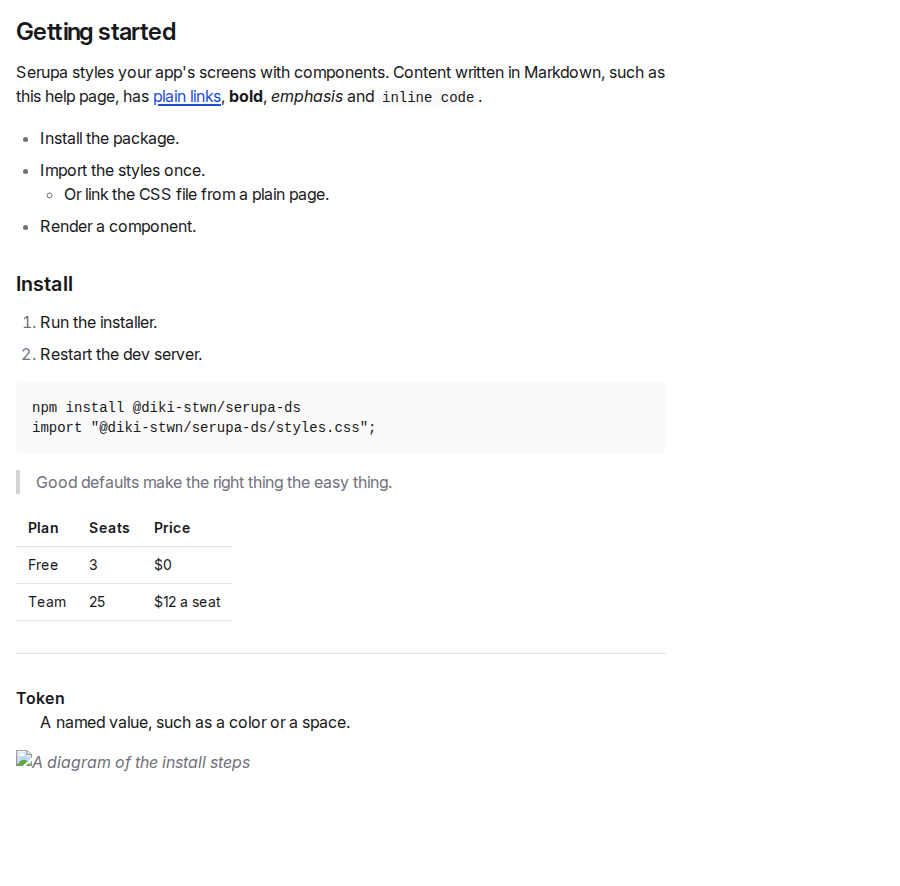 Getting started
Serupa styles your app's screens with components. Content written in Markdown, such as
this help page, has plain links, bold, emphasis and inline code.
Install the package.
Import the styles once.
Or link the CSS file from a plain page.
Render a component.
Install
1. Run the installer.
2. Restart the dev server.
npm install @diki-stwn/serupa-ds
import "@diki-stwn/serupa-ds/styles.css";
Good defaults make the right thing the easy thing.
Plan Seats Price
Free 3 $0
Team 25 $12 a seat
Token
A named value, such as a color or a space.
A diagram of the install steps